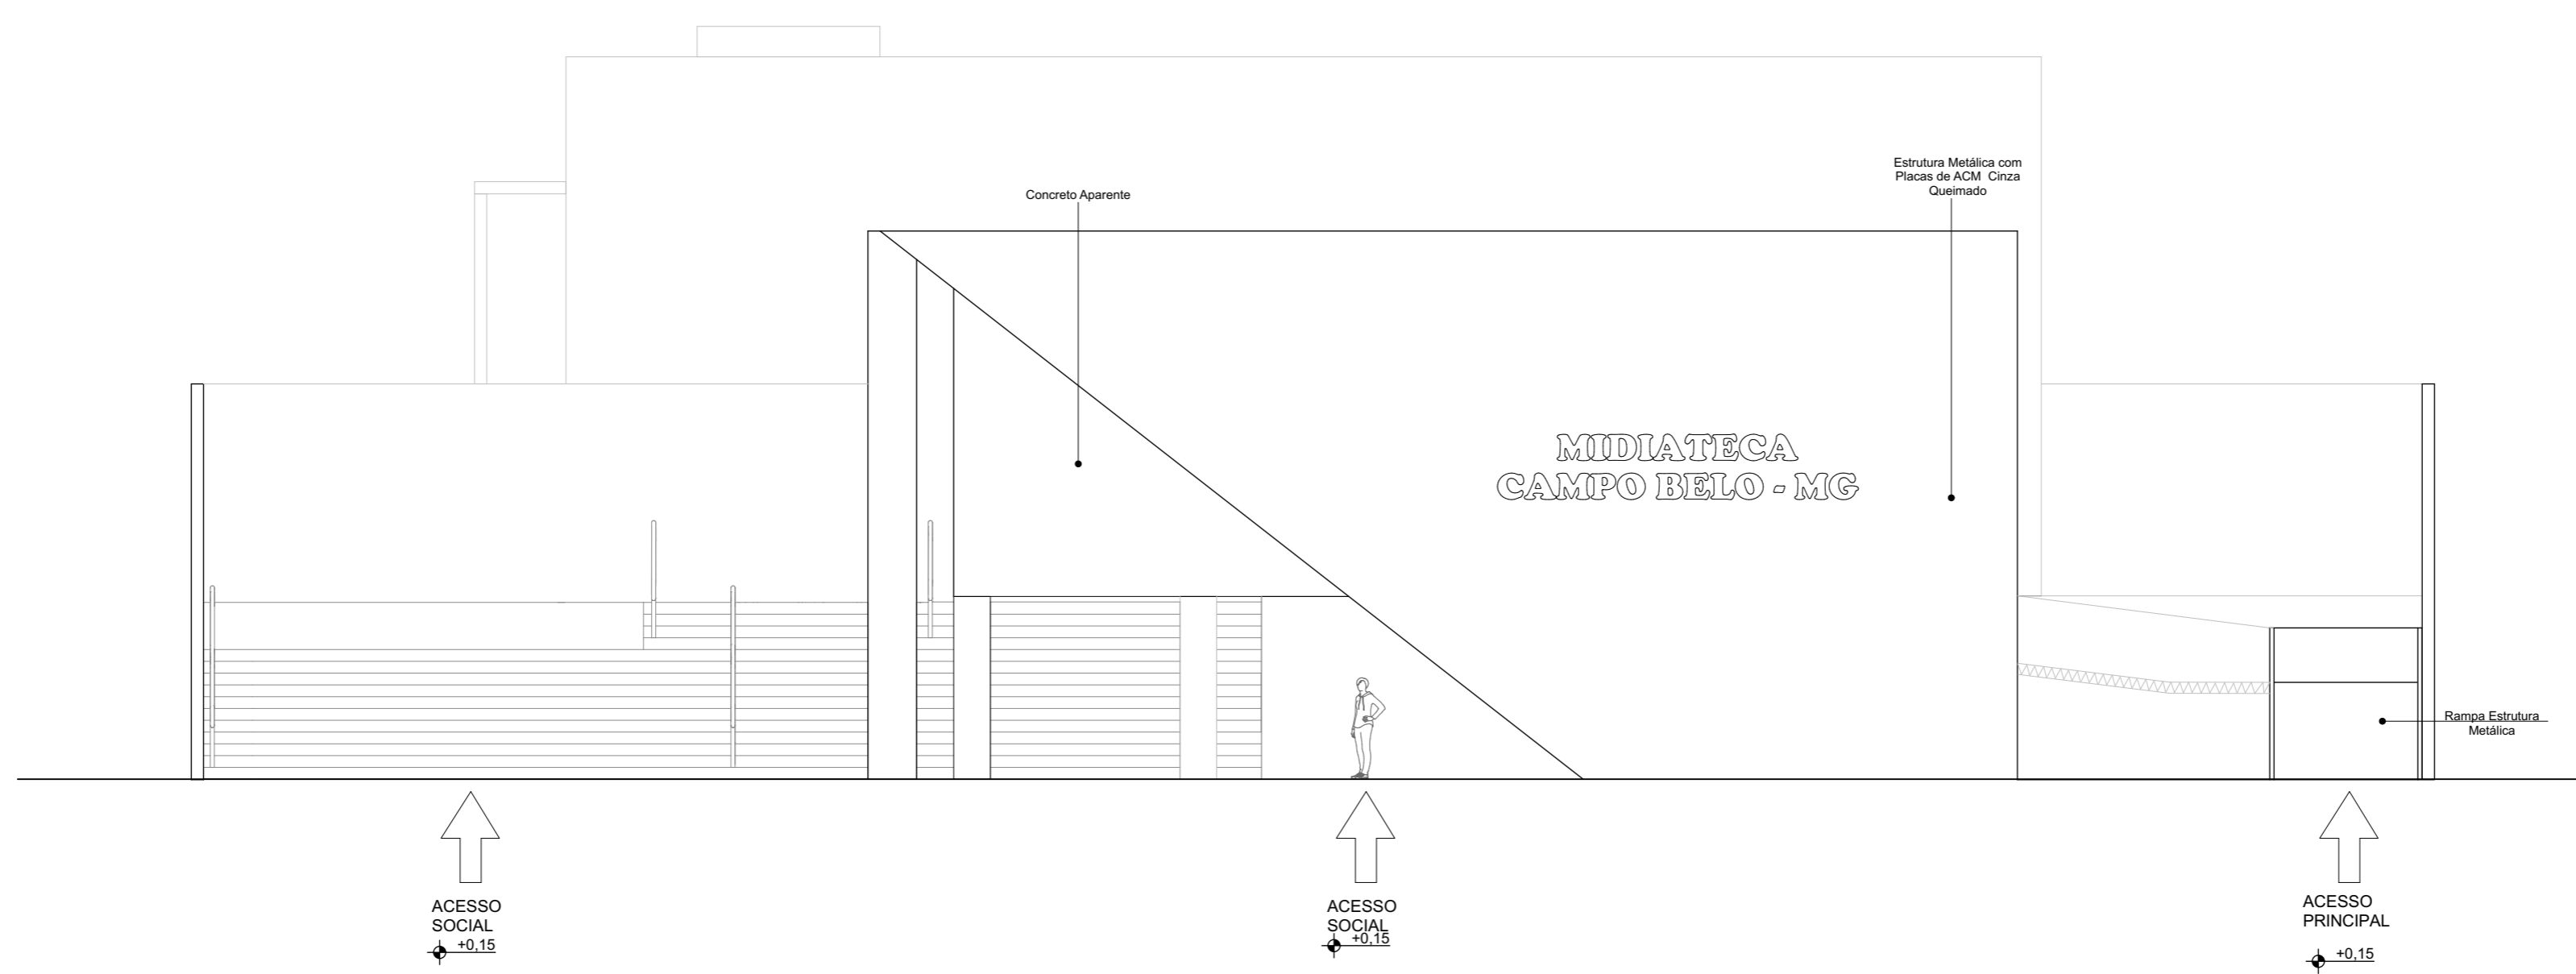 Concreto Aparente
Estrutura Metálica com
Placas de ACM Cinza
Queimado
MIDIATECA
CAMPO BELO - MG
Rampa Estrutura
Metálica
ACESSO
SOCIAL
+0,15
ACESSO
SOCIAL
+0,15
ACESSO
PRINCIPAL
+0,15